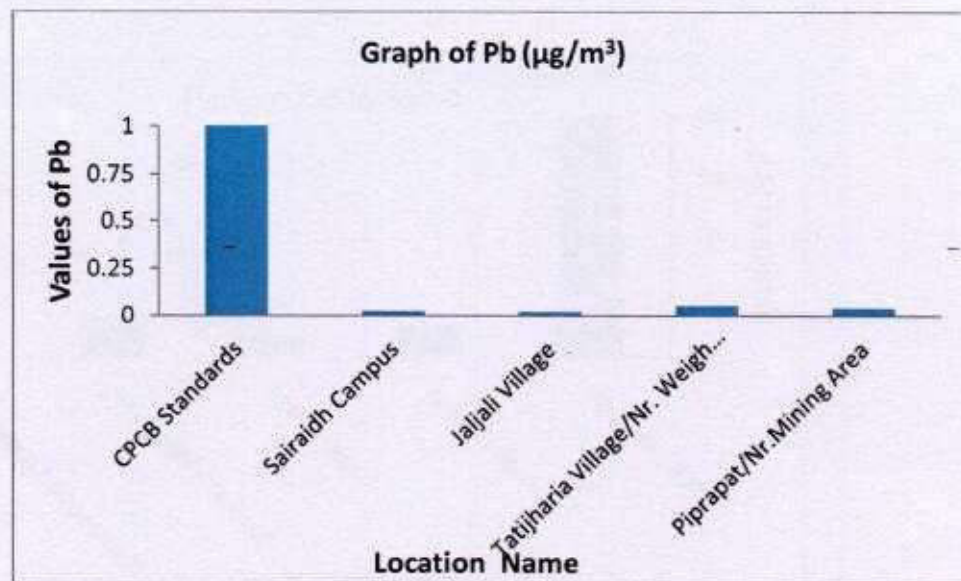 Graph of Pb (µg/m³)
Values of Pb
1
0.75
0.5
0.25
0
CPCB Standards
Sairaidh Campus
Jaljali Village
Tatijharia Village/Nr. Weigh...
Piprapat/Nr.Mining Area
Location Name